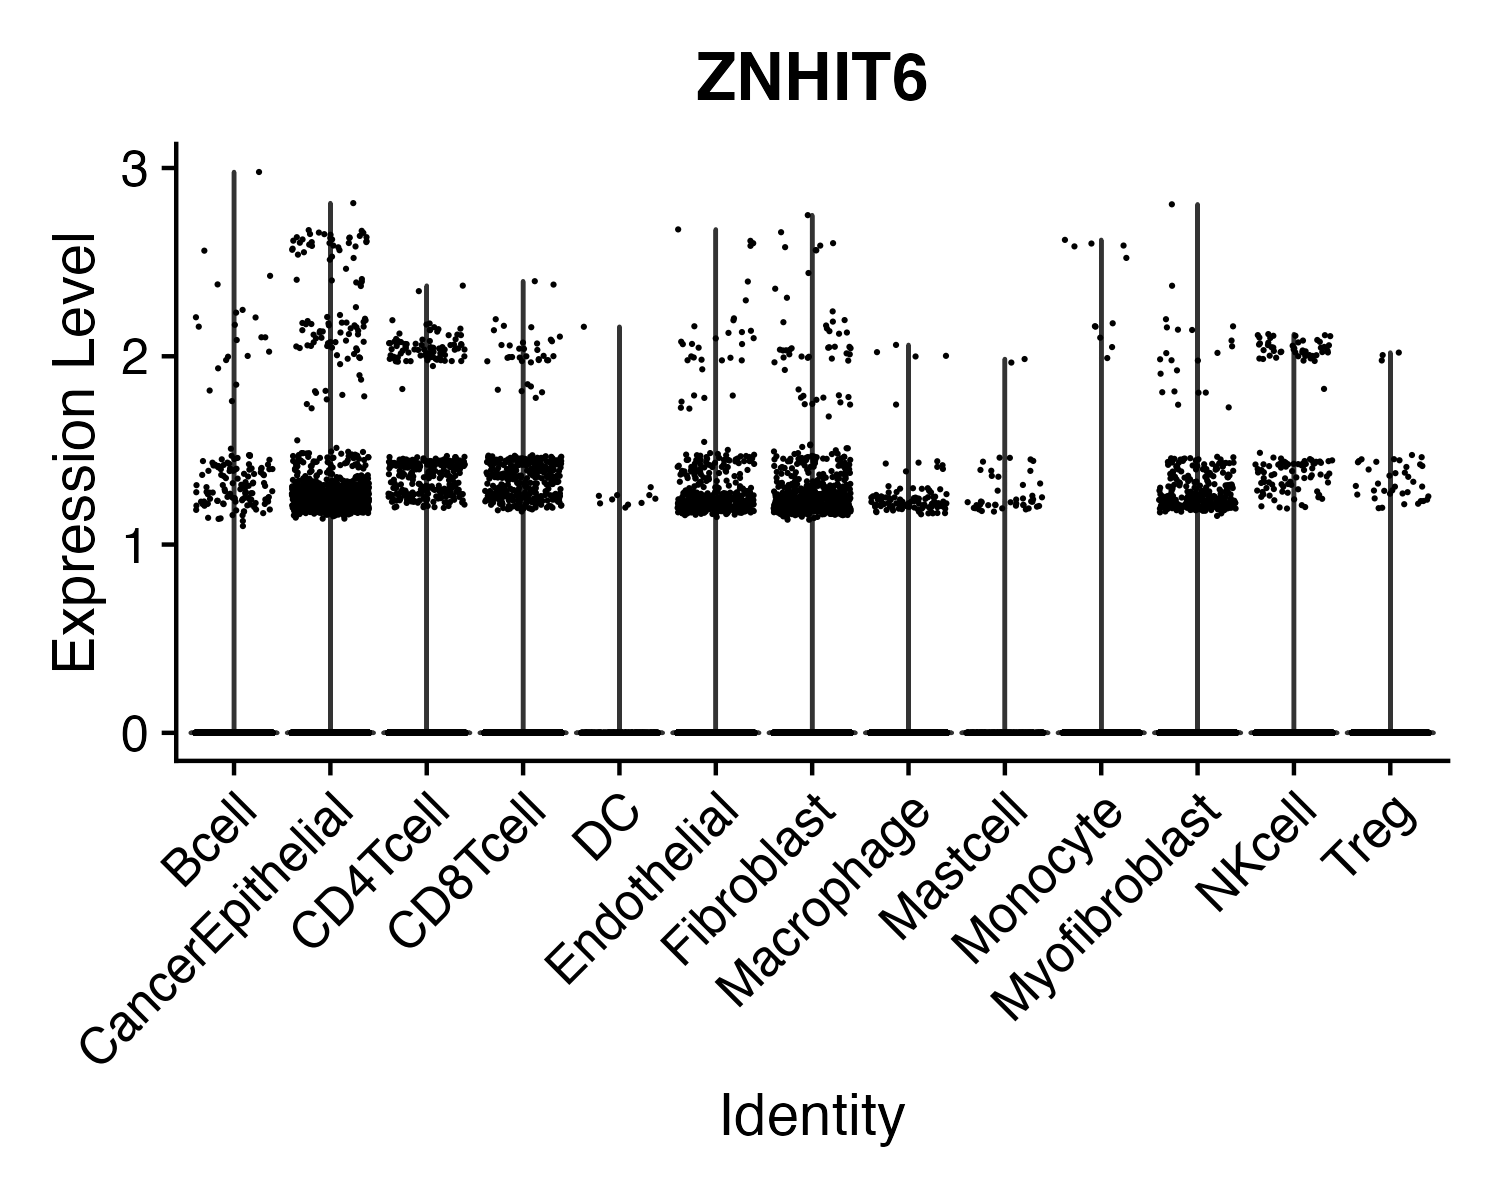 ZNHIT6
Expression Level
3
2
1
0
Bcell
CancerEpithelial
CD4Tcell
CD8Tcell
DC
Endothelial
Fibroblast
Macrophage
Mastcell
Monocyte
Myofibroblast
NKcell
Treg
Identity